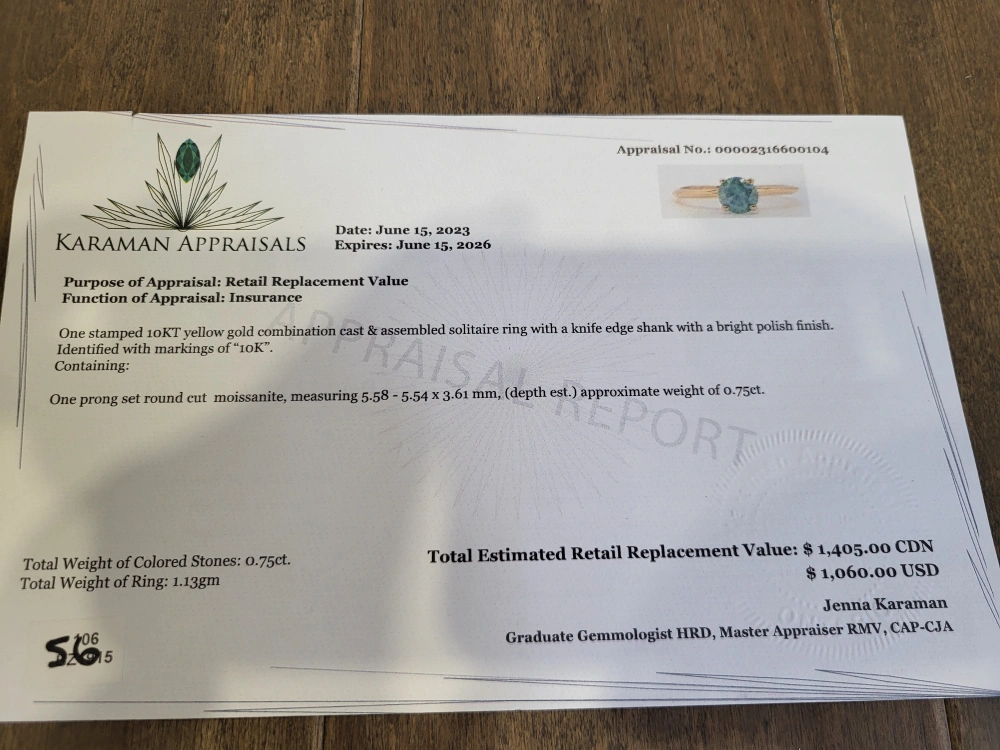 Appraisal No.: 00002316600104
KARAMAN APPRAISALS
Date: June 15, 2023
Expires: June 15, 2026
Purpose of Appraisal: Retail Replacement Value
Function of Appraisal: Insurance
One stamped 10KT yellow gold combination cast & assembled solitaire ring with a knife edge shank with a bright polish finish.
Identified with markings of “10K”.
Containing:
One prong set round cut moissanite, measuring 5.58 - 5.54 x 3.61 mm, (depth est.) approximate weight of 0.75ct.
APPRAISAL REPORT
Total Weight of Colored Stones: 0.75ct.
Total Weight of Ring: 1.13gm
Total Estimated Retail Replacement Value: $ 1,405.00 CDN
$ 1,060.00 USD
Jenna Karaman
Graduate Gemmologist HRD, Master Appraiser RMV, CAP-CJA
56